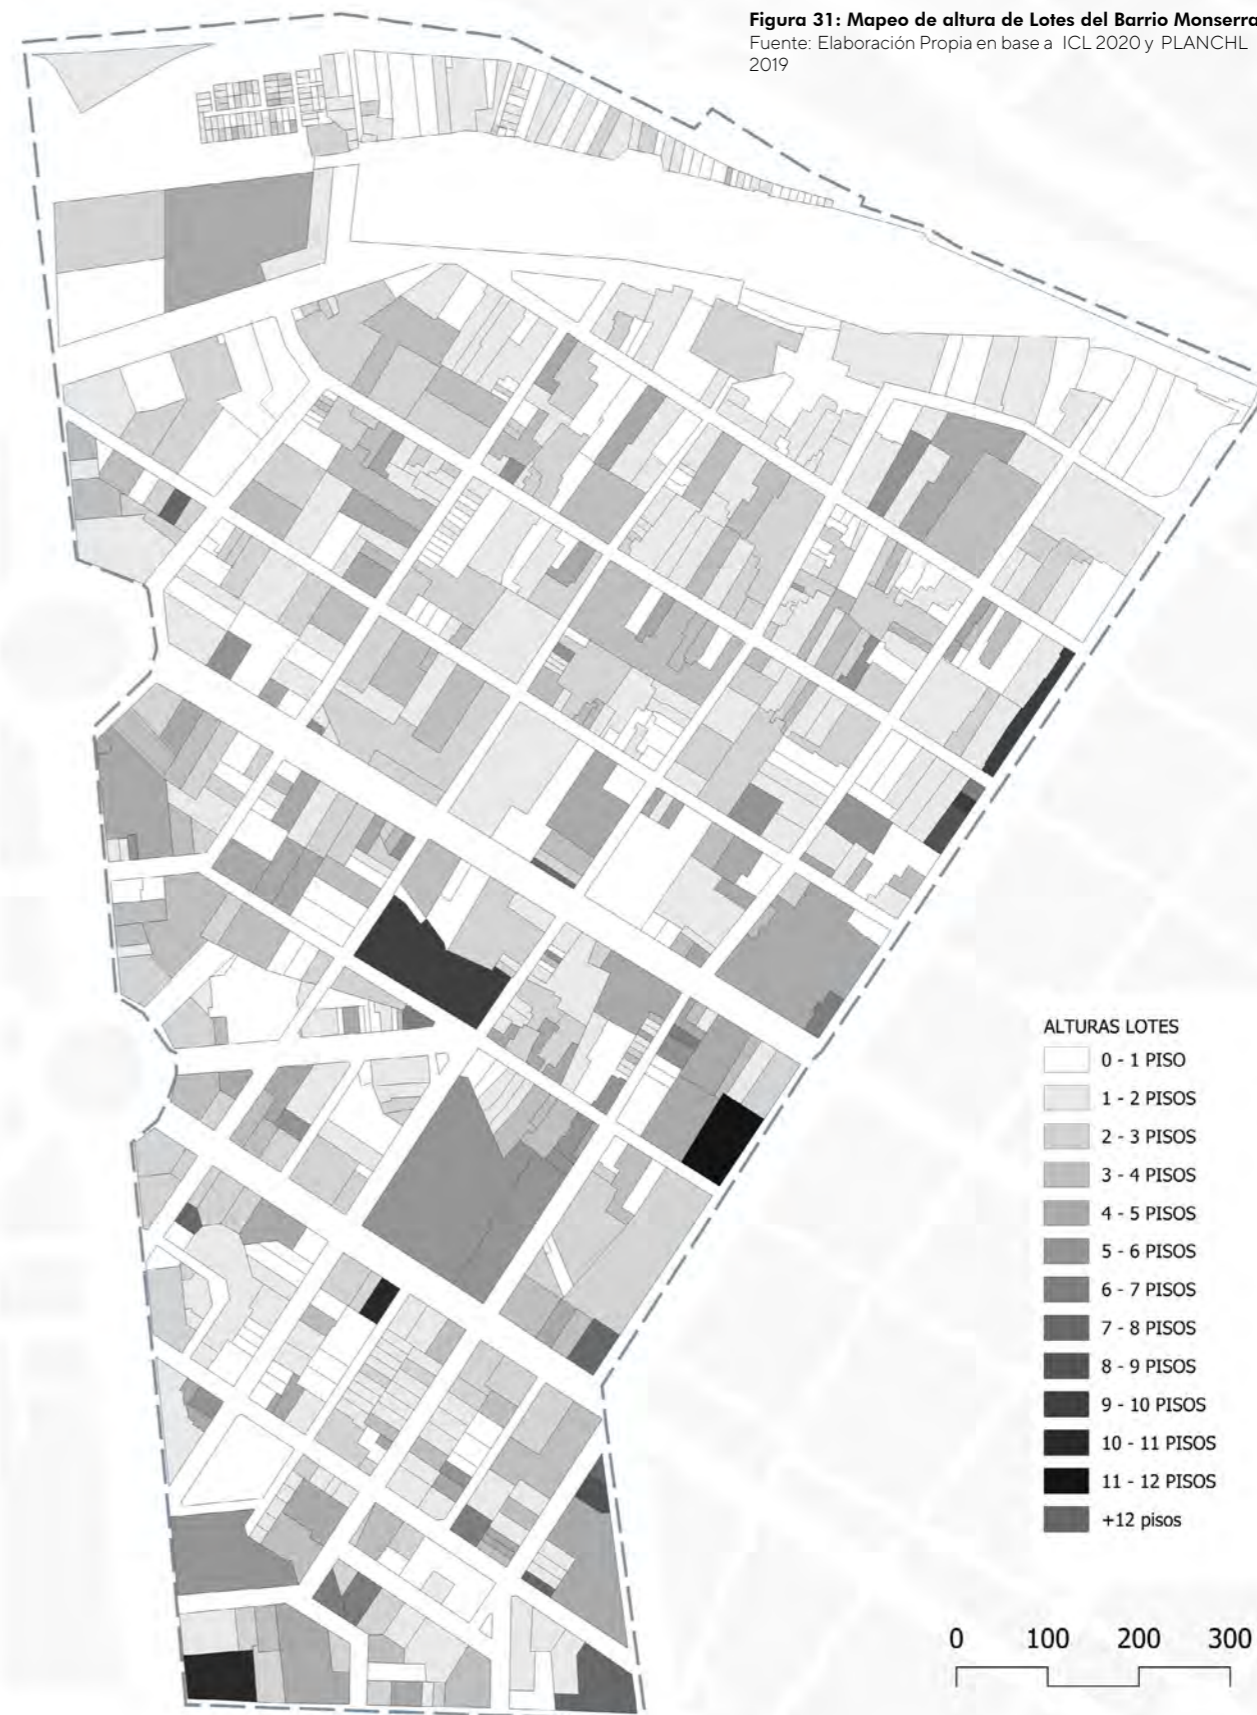 Figura 31: Mapeo de altura de Lotes del Barrio Monserra
Fuente: Elaboración Propia en base a ICL 2020 y PLANCHL
2019
ALTURAS LOTES
0 - 1 PISO
1 - 2 PISOS
2 - 3 PISOS
3 - 4 PISOS
4 - 5 PISOS
5 - 6 PISOS
6 - 7 PISOS
7 - 8 PISOS
8 - 9 PISOS
9 - 10 PISOS
10 - 11 PISOS
11 - 12 PISOS
+12 pisos
0 100 200 300